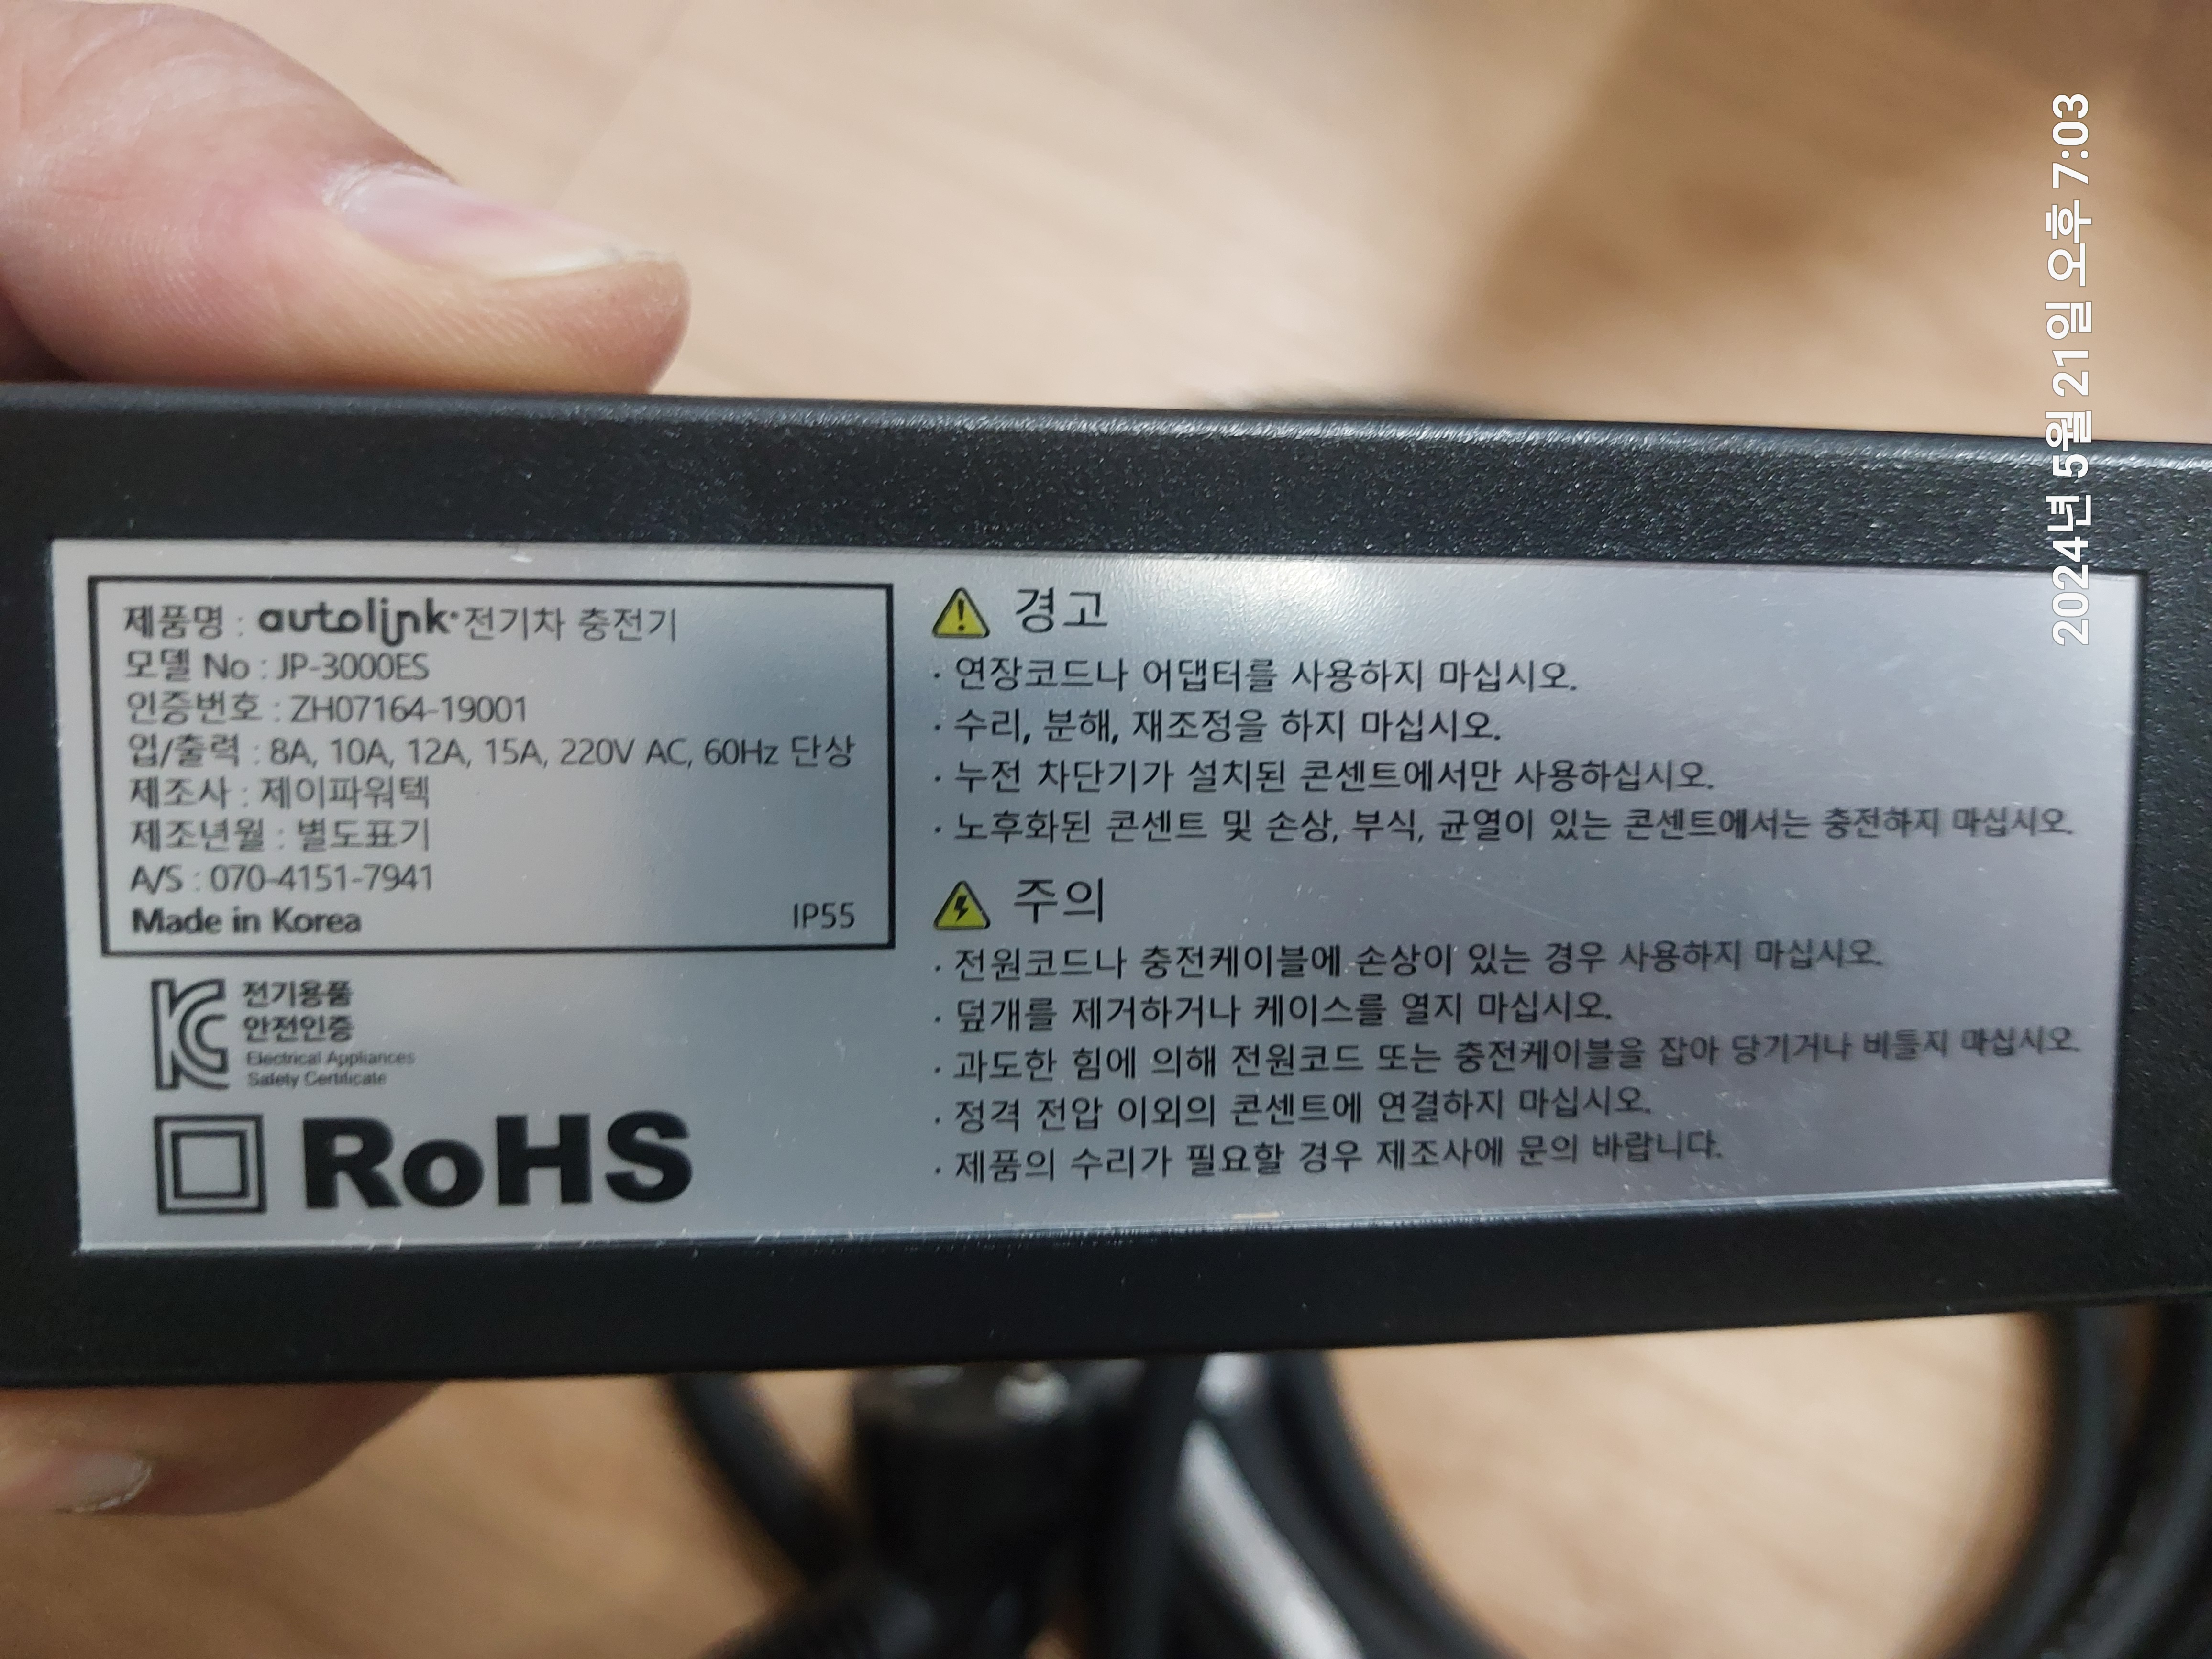 제품명 : autolink 전기차 충전기
모델 No : JP-3000ES
인증번호 : ZH07164-19001
입/출력 : 8A, 10A, 12A, 15A, 220V AC, 60Hz 단상
제조사 : 제이파워텍
제조년월 : 별도표기
A/S : 070-4151-7941
Made in Korea
IP55
전기용품
안전인증
Electrical Appliances
Safety Certificate
RoHS
경고
· 연장코드나 어댑터를 사용하지 마십시오.
· 수리, 분해, 재조정을 하지 마십시오.
· 누전 차단기가 설치된 콘센트에서만 사용하십시오.
· 노후화된 콘센트 및 손상, 부식, 균열이 있는 콘센트에서는 충전하지 마십시오.
주의
· 전원코드나 충전케이블에 손상이 있는 경우 사용하지 마십시오.
· 덮개를 제거하거나 케이스를 열지 마십시오.
· 과도한 힘에 의해 전원코드 또는 충전케이블을 잡아 당기거나 비틀지 마십시오.
· 정격 전압 이외의 콘센트에 연결하지 마십시오.
· 제품의 수리가 필요할 경우 제조사에 문의 바랍니다.
2024년 5월 21일 오후 7:03